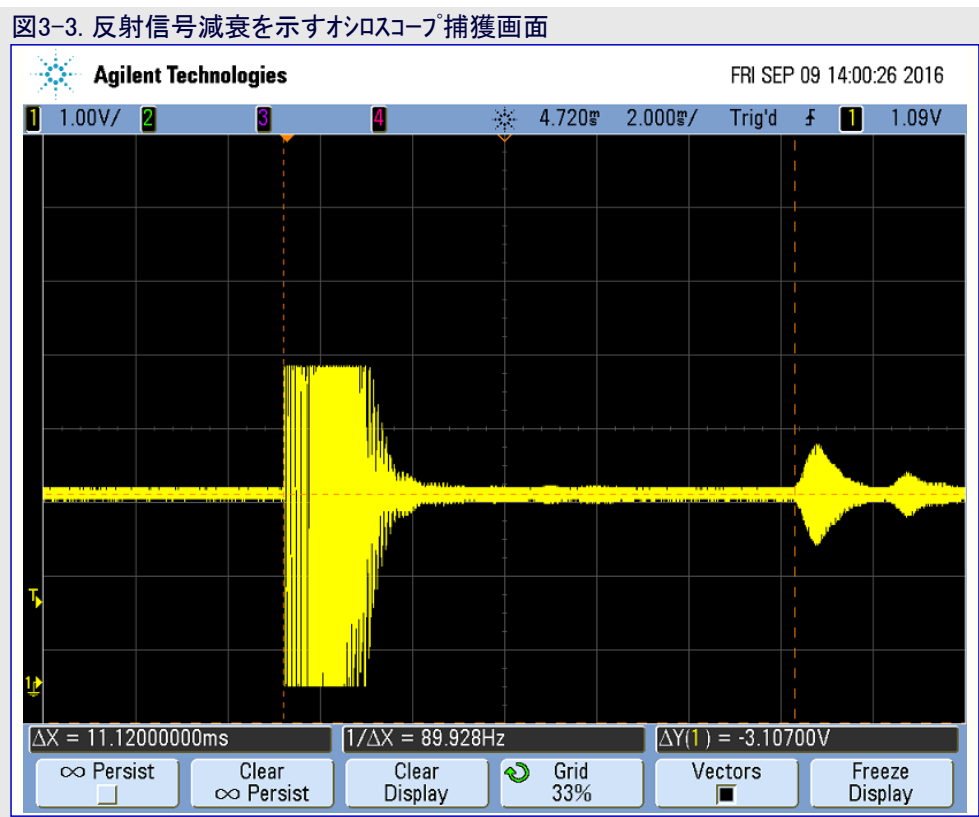 図3-3. 反射信号減衰を示すオシロスコープ捕獲画面
Agilent Technologies FRI SEP 09 14:00:26 2016
1 1.00V/ 2 3 4 4.720ms 2.000ms/ Trig'd 1 1.09V
T
1
ΔX = 11.12000000ms 1/ΔX = 89.928Hz ΔY(1) = -3.10700V
∞ Persist Clear ∞ Persist Clear Display Grid 33% Vectors Freeze Display